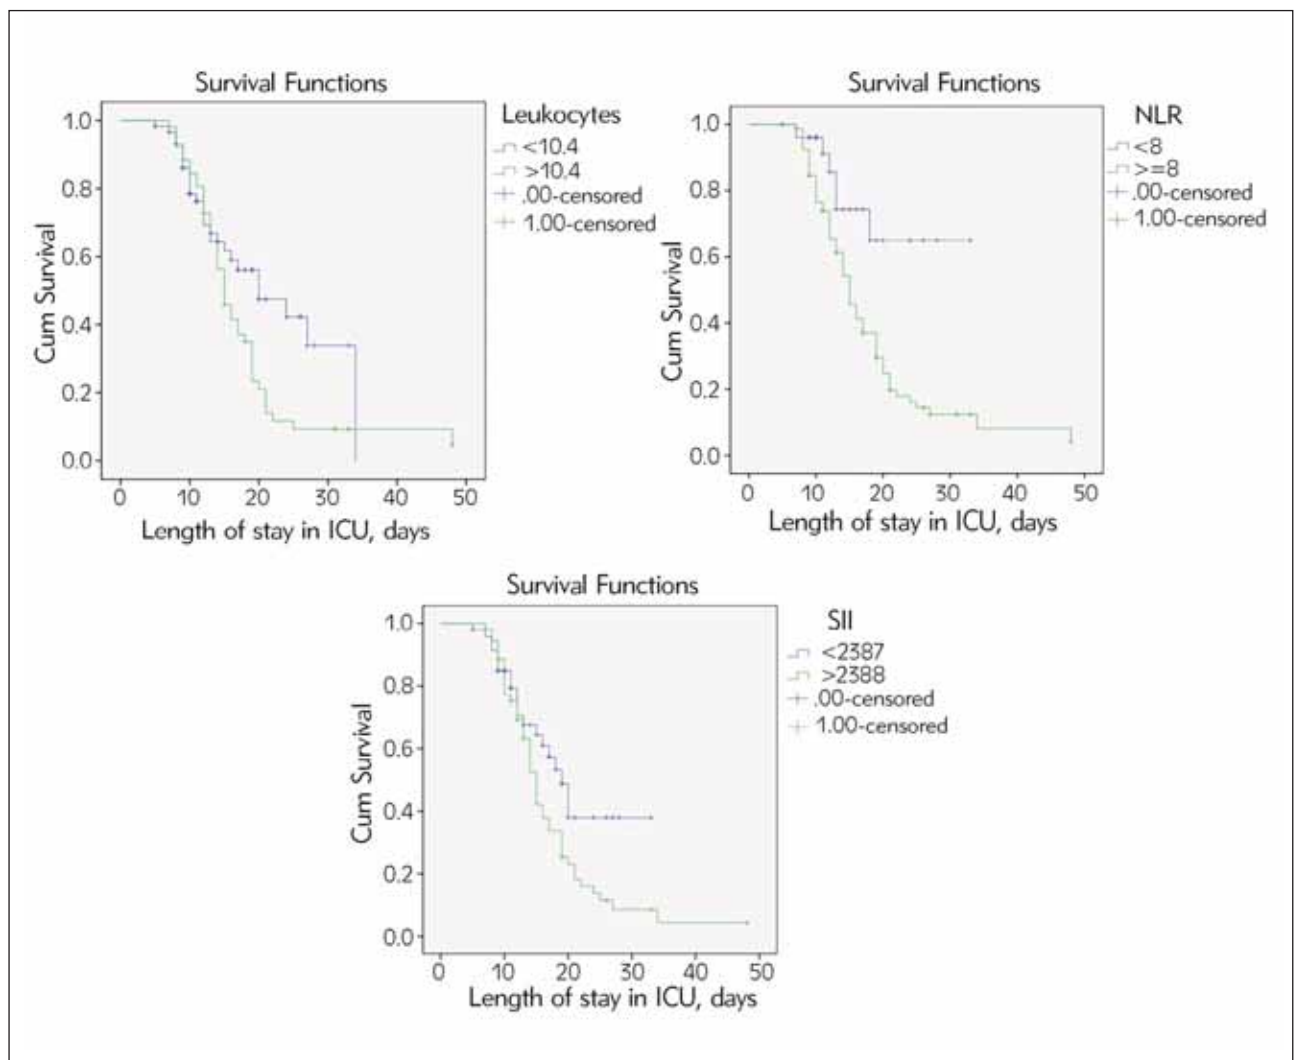 Survival Functions
1.0
0.8
0.6
0.4
0.2
0.0
Cum Survival
0 10 20 30 40 50
Length of stay in ICU, days
Leukocytes
<10.4
>10.4
.00-censored
1.00-censored
Survival Functions
1.0
0.8
0.6
0.4
0.2
0.0
Cum Survival
0 10 20 30 40 50
Length of stay in ICU, days
NLR
<8
>=8
.00-censored
1.00-censored
Survival Functions
1.0
0.8
0.6
0.4
0.2
0.0
Cum Survival
0 10 20 30 40 50
Length of stay in ICU, days
SII
<2387
>2388
.00-censored
1.00-censored